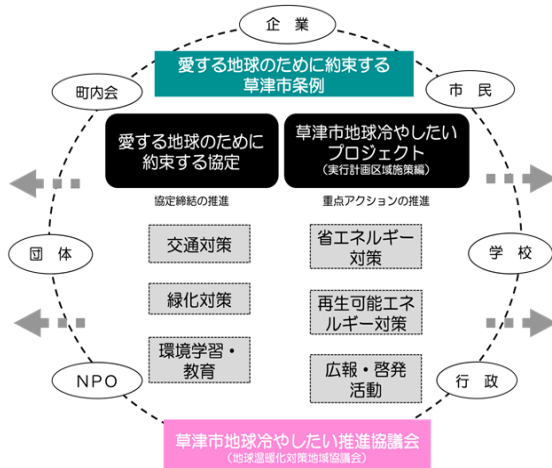 企 業
愛する地球のために約束する
草津市条例
町内会
市 民
愛する地球のために
約束する協定
草津市地球冷やしたい
プロジェクト
(実行計画区域施策編)
協定締結の推進
重点アクションの推進
団 体
学 校
交通対策
緑化対策
環境学習・
教育
省エネルギー
対策
再生可能エネ
ルギー対策
広報・啓発
活動
NPO
行 政
草津市地球冷やしたい推進協議会
(地球温暖化対策地域協議会)